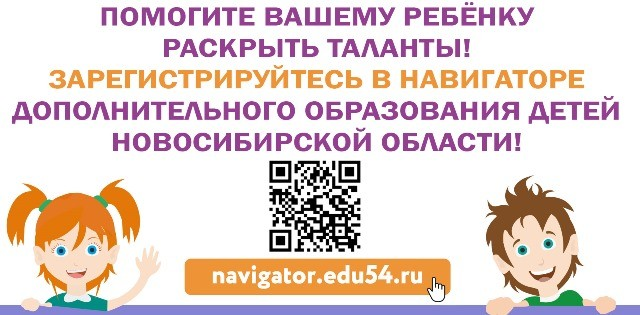 ПОМОГИТЕ ВАШЕМУ РЕБЁНКУ
РАСКРЫТЬ ТАЛАНТЫ!
ЗАРЕГИСТРИРУЙТЕСЬ В НАВИГАТОРЕ
ДОПОЛНИТЕЛЬНОГО ОБРАЗОВАНИЯ ДЕТЕЙ
НОВОСИБИРСКОЙ ОБЛАСТИ!
navigator.edu54.ru